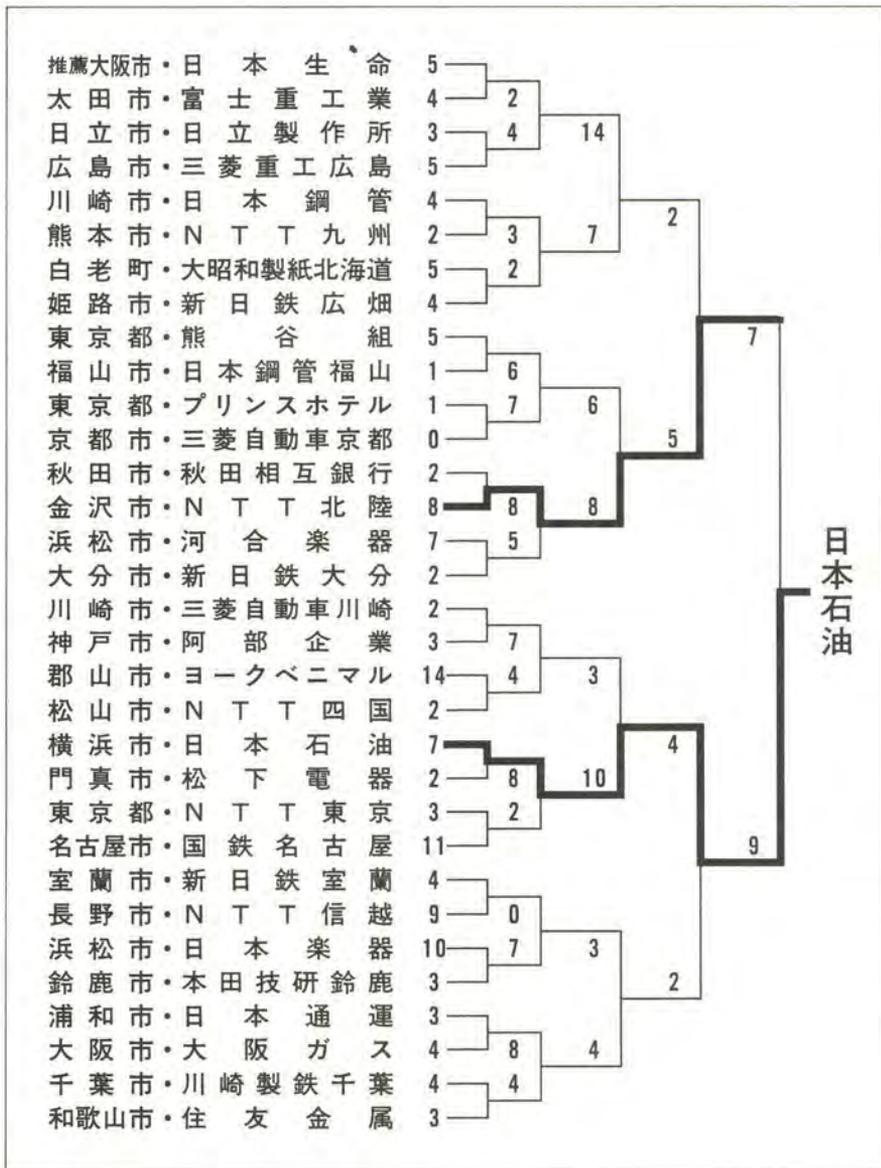 推薦大阪市・日本生命 5
太田市・富士重工業 4
日立市・日立製作所 3
広島市・三菱重工広島 5
川崎市・日本鋼管 4
熊本市・NTT九州 2
白老町・大昭和製紙北海道 5
姫路市・新日鉄広畑 4
東京都・熊谷組 5
福山市・日本鋼管福山 1
東京都・プリンスホテル 1
京都市・三菱自動車京都 0
秋田市・秋田相互銀行 2
金沢市・NTT北陸 8
浜松市・河合楽器 7
大分市・新日鉄大分 2
川崎市・三菱自動車川崎 2
神戸市・阿部企業 3
郡山市・ヨークベニマル 14
松山市・NTT四国 2
横浜市・日本石油 7
門真市・松下電器 2
東京都・NTT東京 3
名古屋市・国鉄名古屋 11
室蘭市・新日鉄室蘭 4
長野市・NTT信越 9
浜松市・日本楽器 10
鈴鹿市・本田技研鈴鹿 3
浦和市・日本通運 3
大阪市・大阪ガス 4
千葉市・川崎製鉄千葉 4
和歌山市・住友金属 3
2
4
3
2
6
7
8
5
7
4
8
2
0
7
8
4
14
7
6
8
3
10
3
4
2
5
4
2
7
9
日本石油